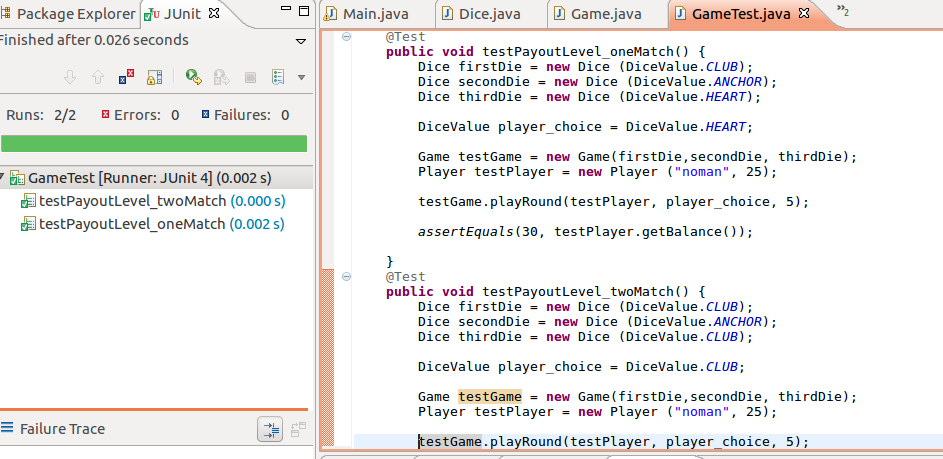 Package Explorer
JUnit
Finished after 0.026 seconds
Runs: 2/2
Errors: 0
Failures: 0
GameTest [Runner: JUnit 4] (0.002 s)
testPayoutLevel_twoMatch (0.000 s)
testPayoutLevel_oneMatch (0.002 s)
Failure Trace
Main.java
Dice.java
Game.java
GameTest.java
»2
@Test
public void testPayoutLevel_oneMatch() {
Dice firstDie = new Dice (DiceValue.CLUB);
Dice secondDie = new Dice (DiceValue.ANCHOR);
Dice thirdDie = new Dice (DiceValue.HEART);
DiceValue player_choice = DiceValue.HEART;
Game testGame = new Game(firstDie,secondDie, thirdDie);
Player testPlayer = new Player ("noman", 25);
testGame.playRound(testPlayer, player_choice, 5);
assertEquals(30, testPlayer.getBalance());
}
@Test
public void testPayoutLevel_twoMatch() {
Dice firstDie = new Dice (DiceValue.CLUB);
Dice secondDie = new Dice (DiceValue.ANCHOR);
Dice thirdDie = new Dice (DiceValue.CLUB);
DiceValue player_choice = DiceValue.CLUB;
Game testGame = new Game(firstDie,secondDie, thirdDie);
Player testPlayer = new Player ("noman", 25);
testGame.playRound(testPlayer, player_choice, 5);